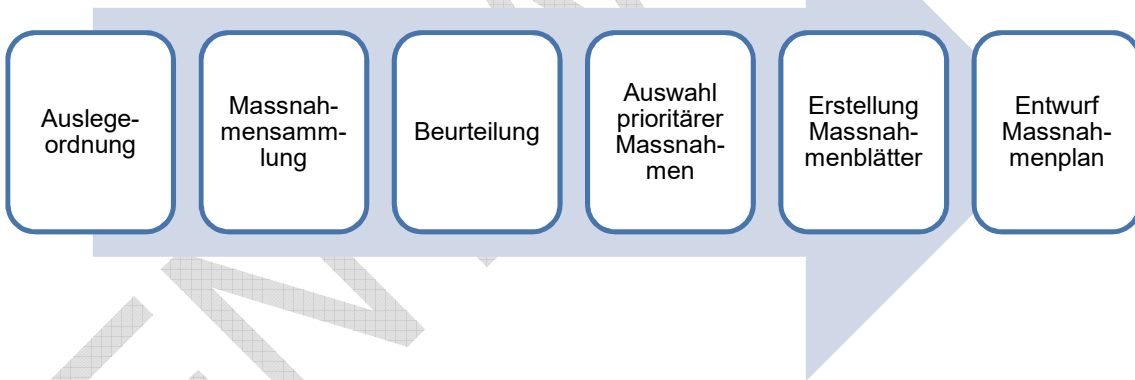 Auslege-
ordnung
Massnah-
mensamm-
lung
Beurteilung
Auswahl
prioritärer
Massnah-
men
Erstellung
Massnah-
menblätter
Entwurf
Massnah-
menplan